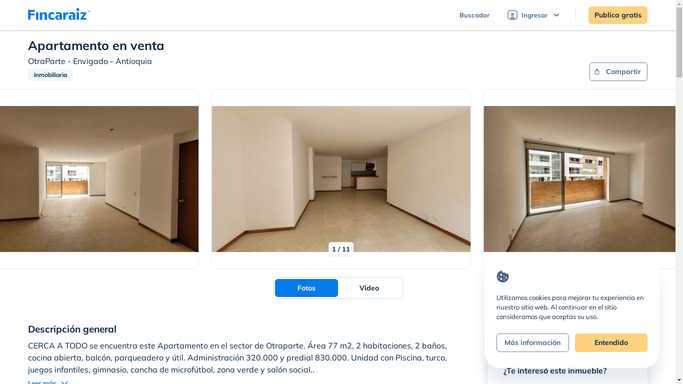 Fincaraiz
Buscador
Ingresar
Publica gratis
Apartamento en venta
OtraParte - Envigado - Antioquia
Inmobiliaria
Compartir
1 / 11
Fotos
Video
Utilizamos cookies para mejorar tu experiencia en
nuestro sitio web. Al continuar en el sitio
consideramos que aceptas su uso.
Más información
Entendido
Descripción general
CERCA A TODO se encuentra este Apartamento en el sector de Otraparte. Área 77 m2, 2 habitaciones, 2 baños,
cocina abierta, balcón, parqueadero y útil. Administración 320.000 y predial 830.000. Unidad con Piscina, turco,
juegos infantiles, gimnasio, cancha de microfútbol, zona verde y salón social..
Leer más
¿Te interesó este inmueble?